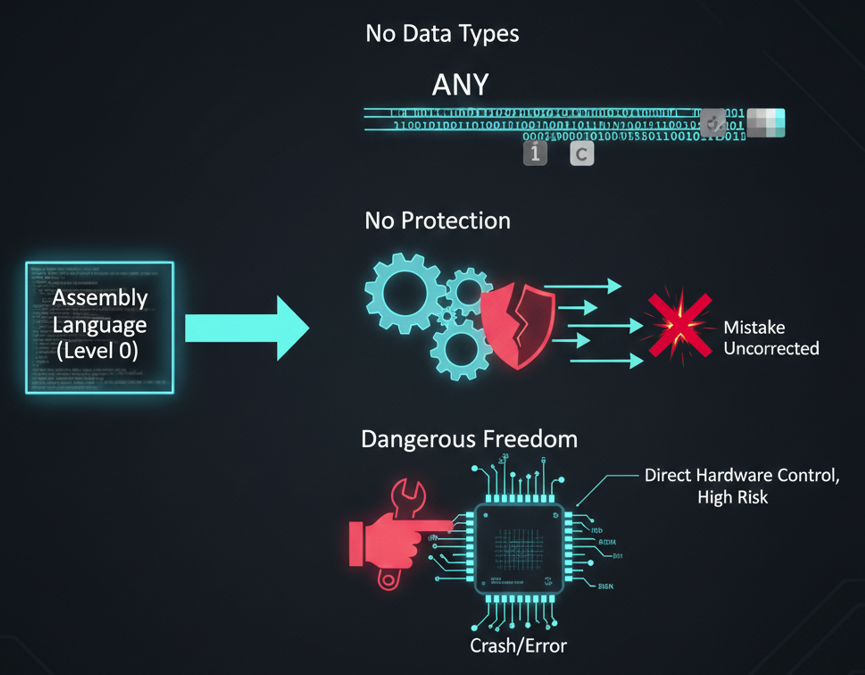 No Data Types
ANY
1
C
No Protection
Assembly
Language
(Level 0)
Mistake
Uncorrected
Dangerous Freedom
Direct Hardware Control,
High Risk
Crash/Error